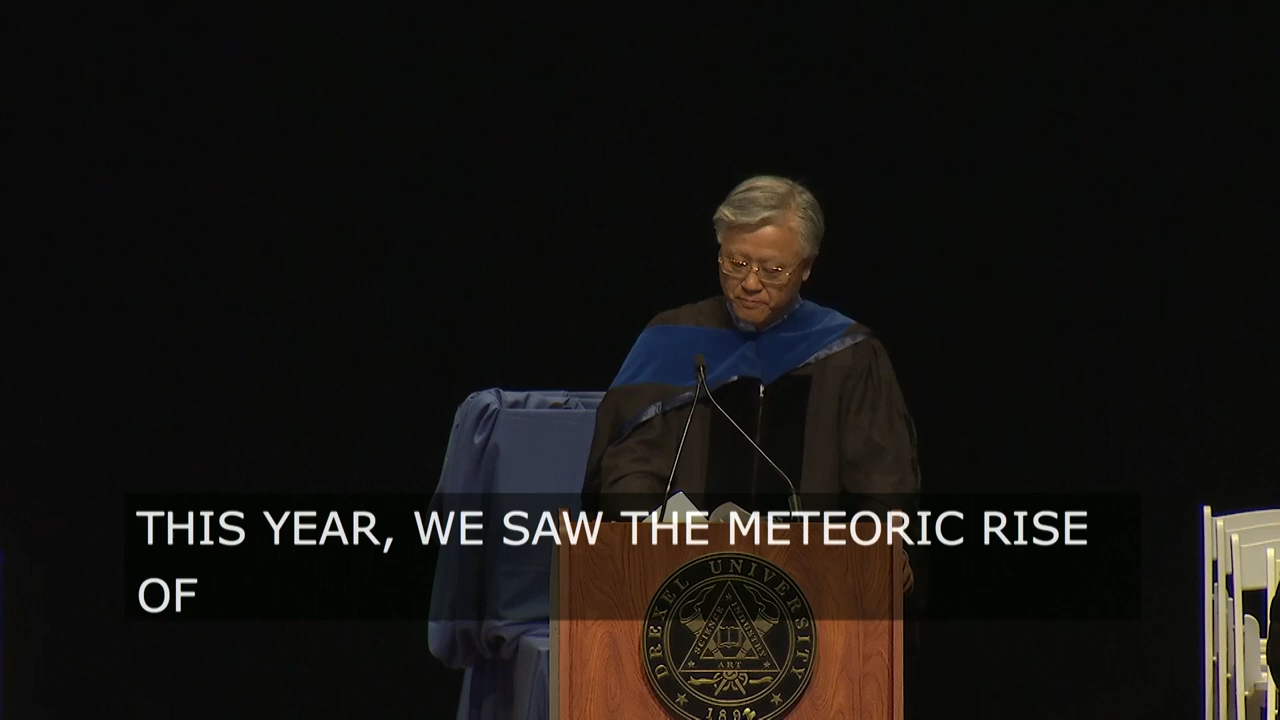 THIS YEAR, WE SAW THE METEORIC RISE
OF
DREXEL UNIVERSITY
SCIENCE
INDUSTRY
ART